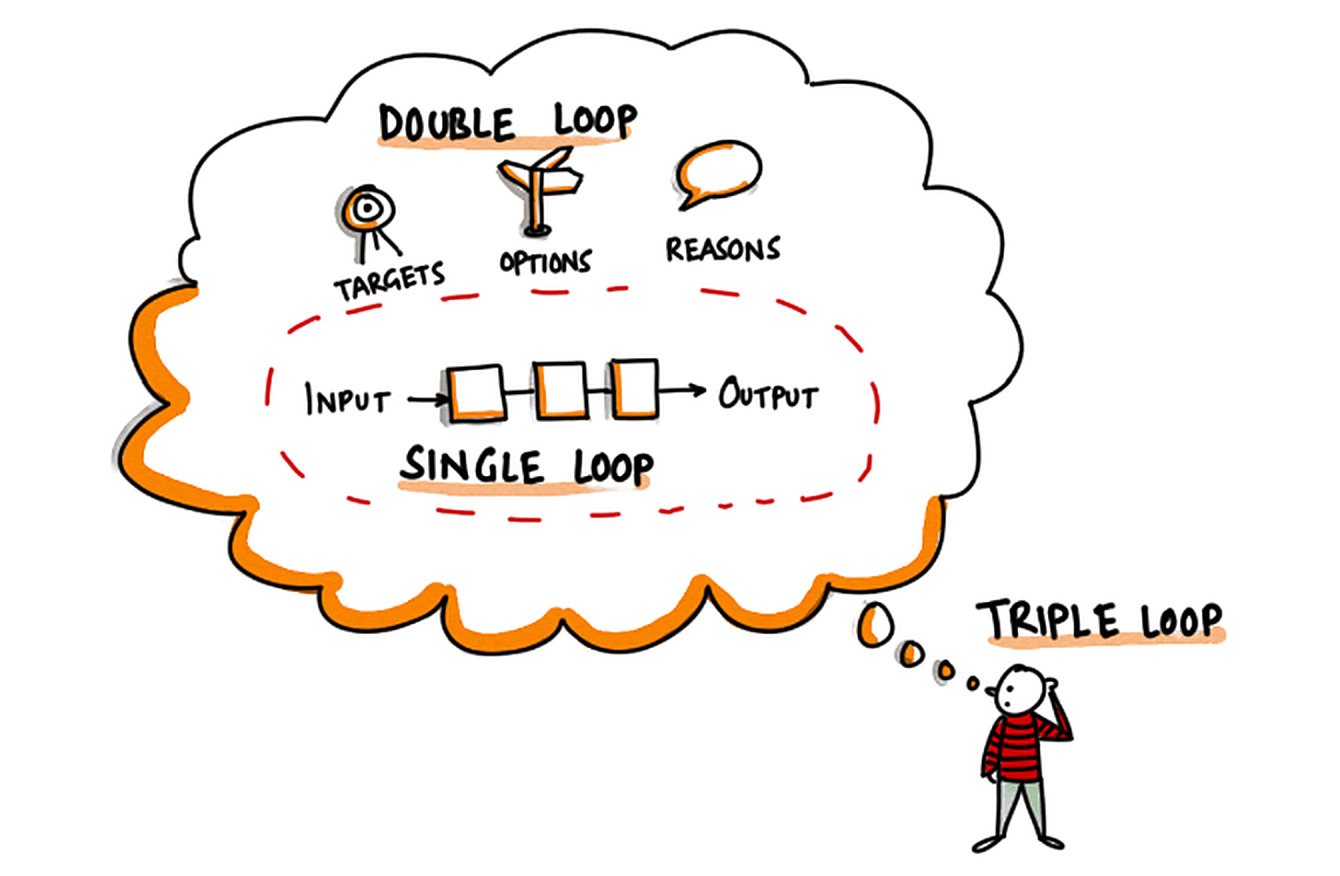 DOUBLE LOOP
TARGETS
OPTIONS
REASONS
INPUT
OUTPUT
SINGLE LOOP
TRIPLE LOOP